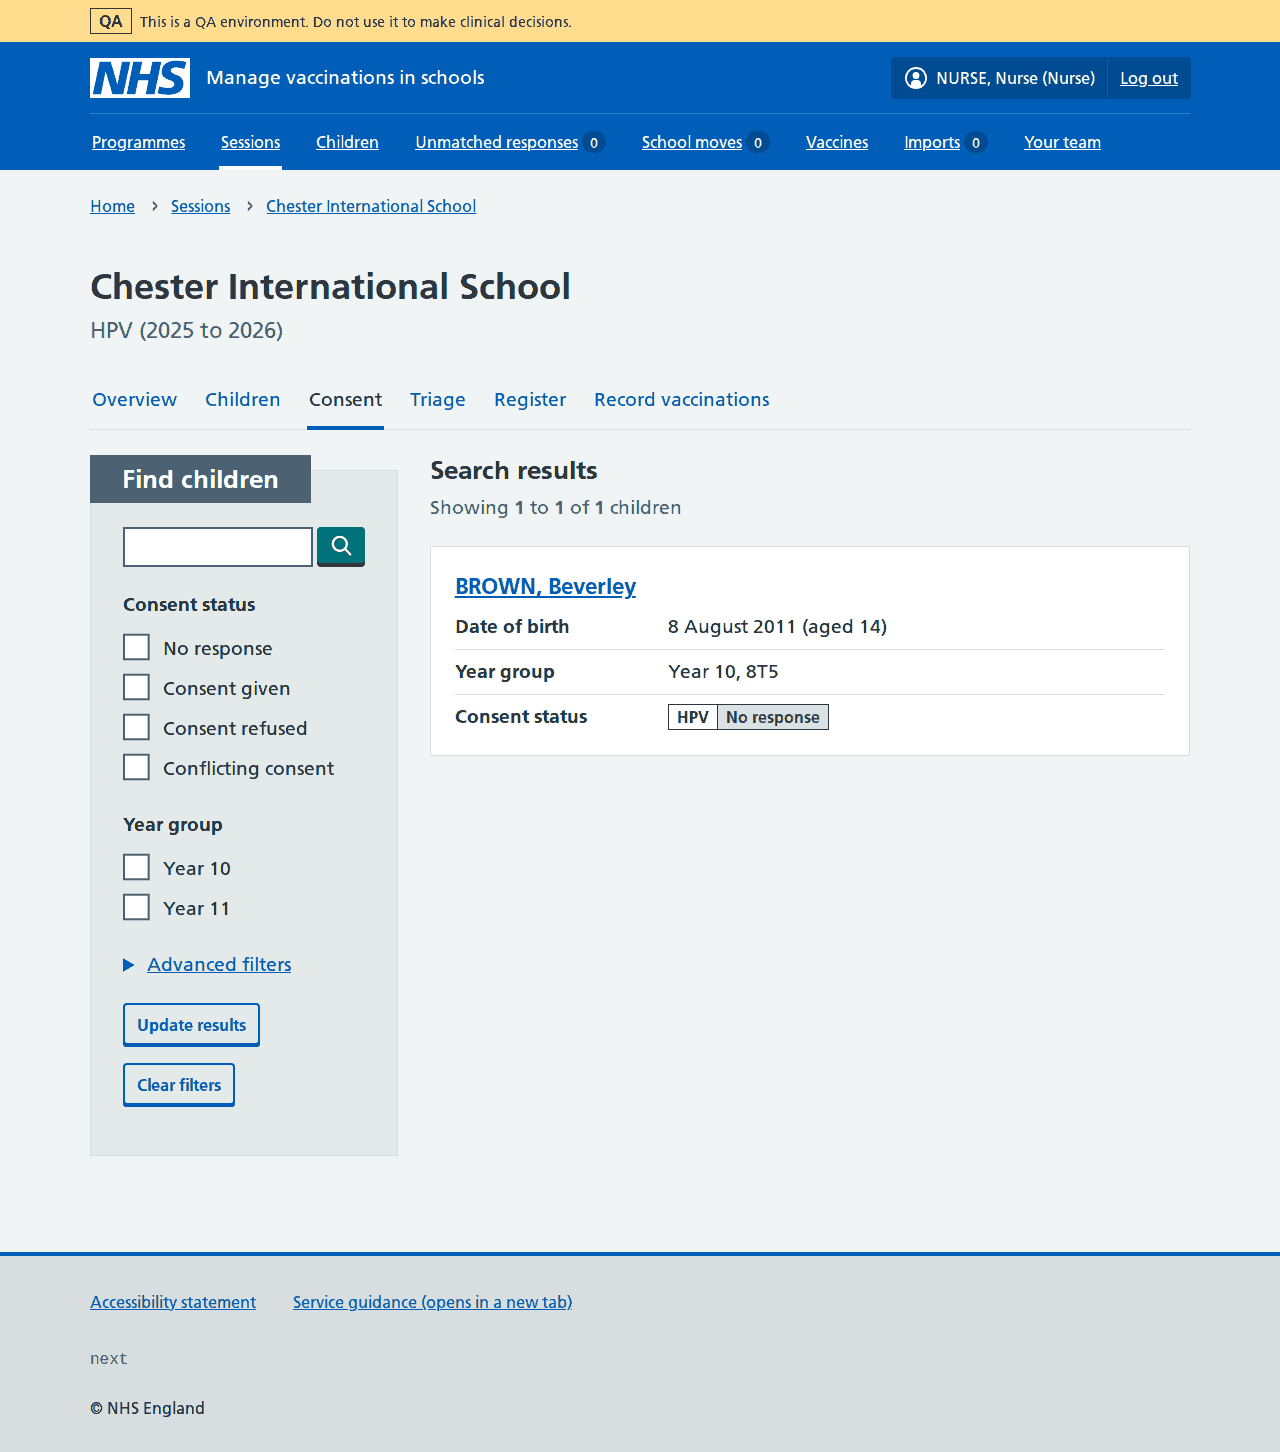 QA This is a QA environment. Do not use it to make clinical decisions.
NHS Manage vaccinations in schools NURSE, Nurse (Nurse) Log out
Programmes Sessions Children Unmatched responses 0 School moves 0 Vaccines Imports 0 Your team
Home Sessions Chester International School
Chester International School
HPV (2025 to 2026)
Overview Children Consent Triage Register Record vaccinations
Find children
Consent status
No response
Consent given
Consent refused
Conflicting consent
Year group
Year 10
Year 11
Advanced filters
Update results
Clear filters
Search results
Showing 1 to 1 of 1 children
BROWN, Beverley
Date of birth 8 August 2011 (aged 14)
Year group Year 10, 8T5
Consent status HPV No response
Accessibility statement Service guidance (opens in a new tab)
next
© NHS England